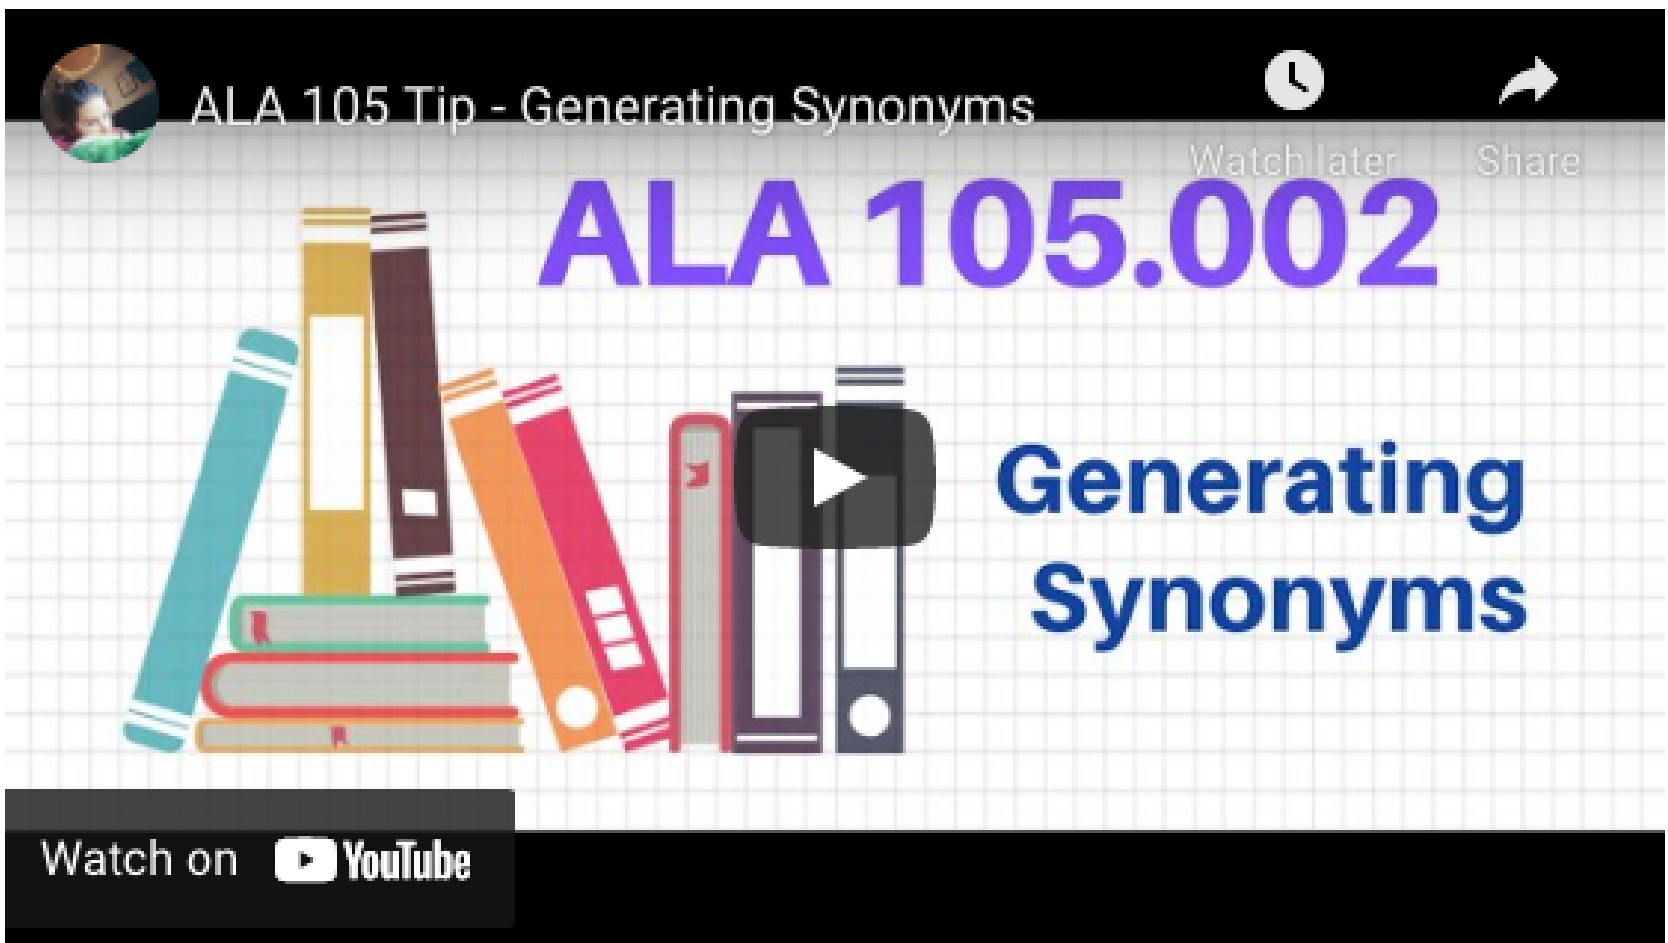 ALA 105 Tip - Generating Synonyms
Watch later
Share
ALA 105.002
Generating
Synonyms
Watch on YouTube